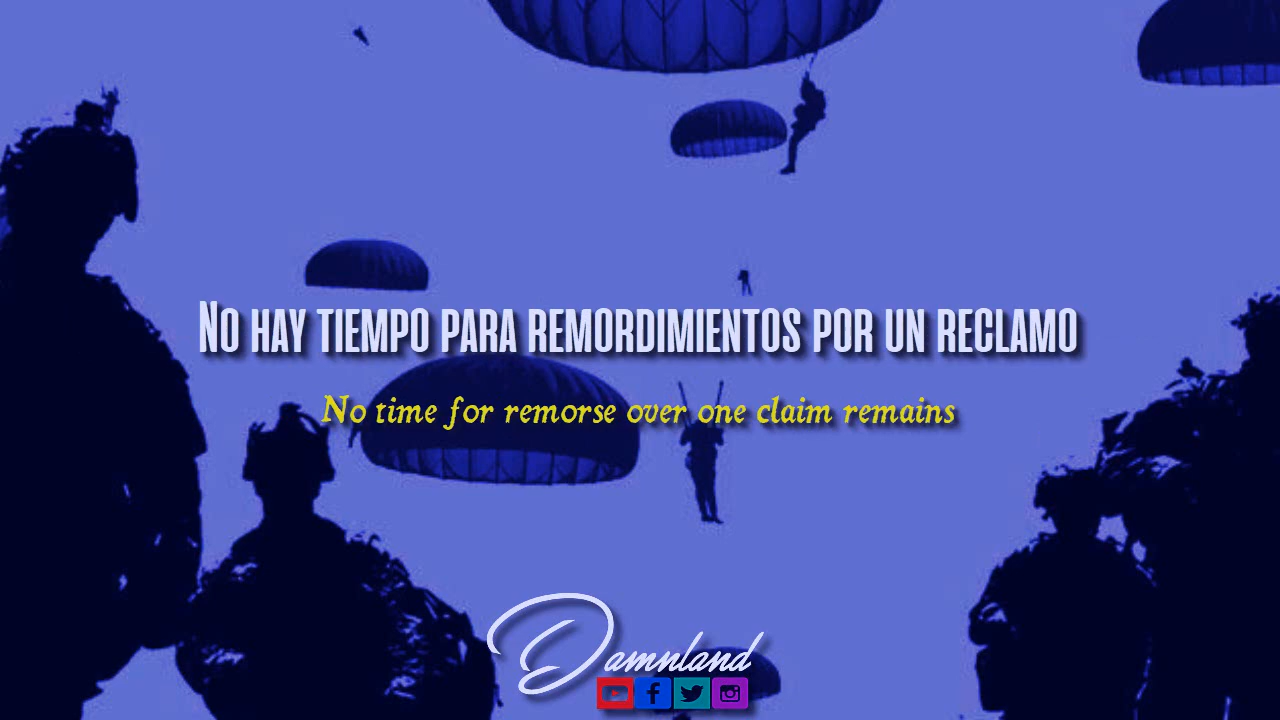 No hay tiempo para remordimientos por un reclamo
No time for remorse over one claim remains
Damnland